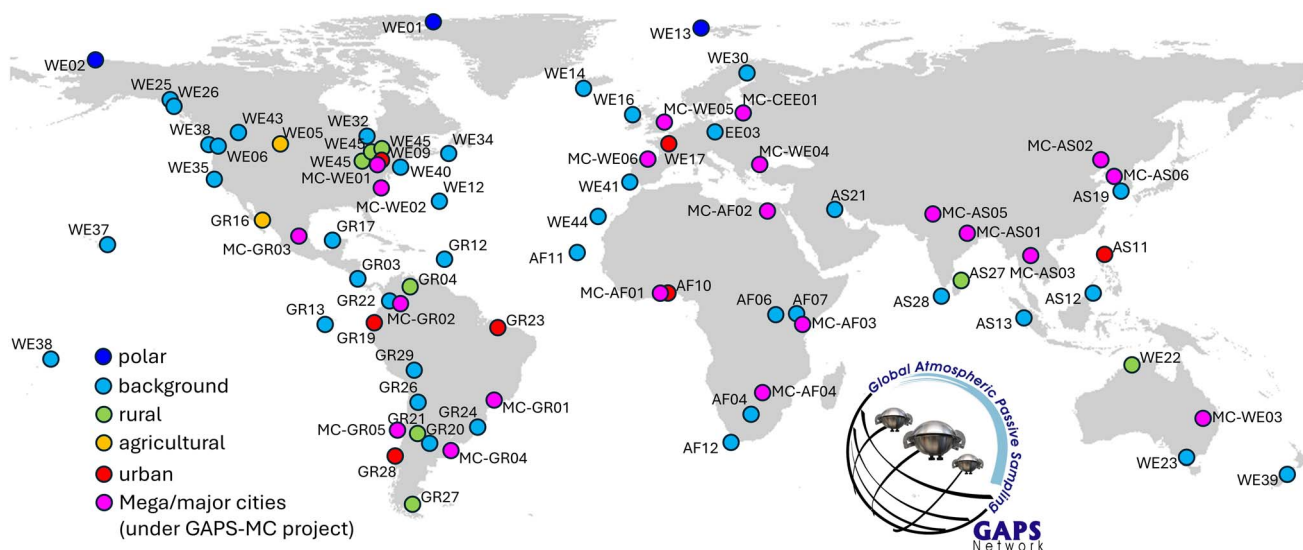 WE01
WE13
WE02
WE30
WE14
WE25
WE26
WE16
MC-CEE01
MC-WE05
WE43
WE32
WE05
WE45
WE45
WE34
EE03
WE38
WE06
WE45
WE09
MC-WE06
WE17
MC-WE04
MC-AS02
WE35
MC-WE01
WE40
MC-AS06
WE41
AS19
MC-WE02
WE12
AS21
GR16
MC-AF02
MC-AS05
WE44
WE37
GR17
MC-AS01
MC-GR03
GR12
AS11
AF11
GR03
MC-AS03
GR04
AS27
MC-AF01
AF10
GR22
AF06
AF07
AS28
AS12
GR13
MC-GR02
AS13
MC-AF03
GR23
GR19
WE38
GR29
WE22
GR26
MC-AF04
AF04
GR24
MC-GR01
GR21
MC-GR05
GR20
MC-WE03
AF12
MC-GR04
WE23
GR28
WE39
GR27
polar
background
rural
agricultural
urban
Mega/major cities
(under GAPS-MC project)
Global Atmospheric Passive Sampling
GAPS
Network